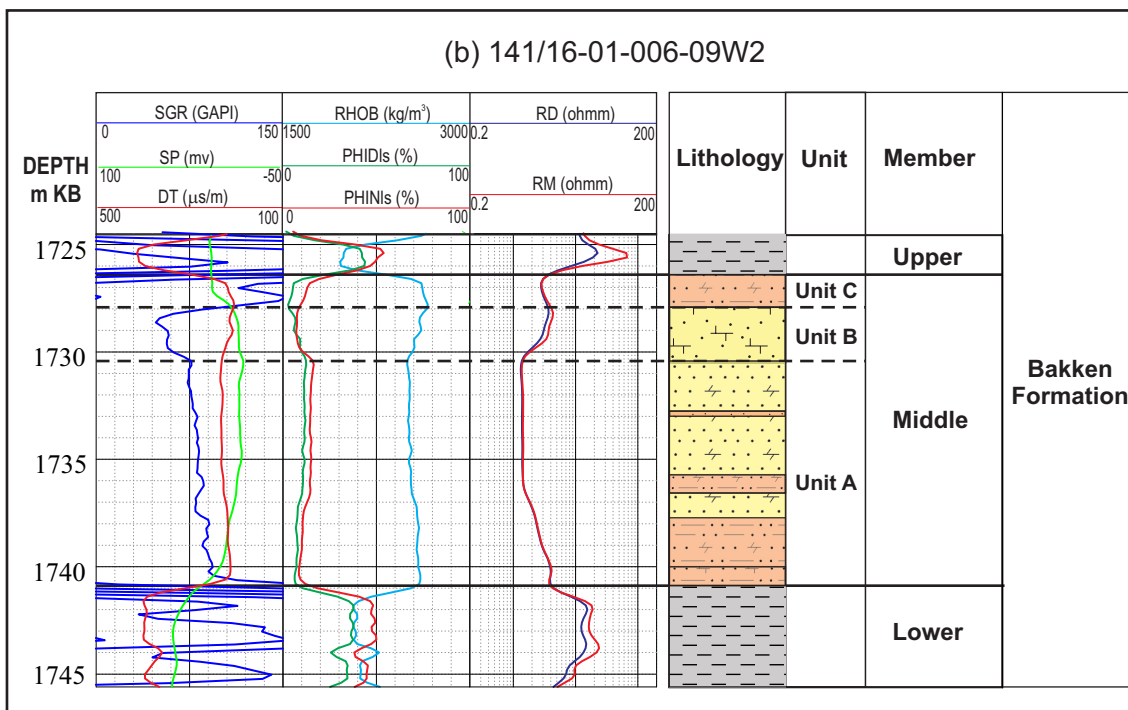 (b) 141/16-01-006-09W2
SGR (GAPI)
0 150
SP (mv)
100 -50
DT (μs/m)
500 100
RHOB (kg/m³)
1500 3000
PHIDIs (%)
0 100
PHINIs (%)
0 100
RD (ohmm)
0.2 200
RM (ohmm)
0.2 200
DEPTH
m KB
Lithology
Unit
Member
1725
1730
1735
1740
1745
Unit C
Unit B
Unit A
Upper
Middle
Lower
Bakken
Formation